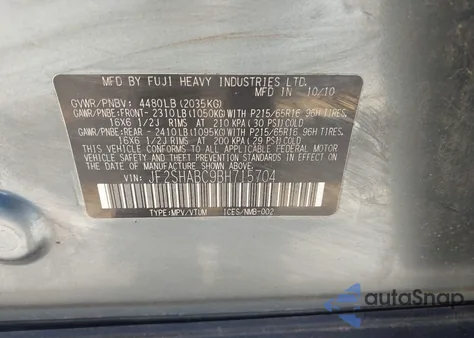 MFD BY FUJI HEAVY INDUSTRIES LTD.
MFD IN 10/10
GVWR/PNBV: 4480LB (2035KG)
GAWR/PNBE:FRONT- 2310LB (1050KG) WITH P215/65R16 96H TIRES,
16X6 1/2J RIMS AT 210 KPA (30 PSI) COLD
GAWR/PNBE:REAR - 2410LB (1095KG) WITH P215/65R16 96H TIRES,
16X6 1/2J RIMS AT 200 KPA (29 PSI) COLD
THIS VEHICLE CONFORMS TO ALL APPLICABLE U.S. FEDERAL
MOTOR VEHICLE SAFETY AND BUMPER STANDARDS IN EFFECT ON
THE DATE OF MANUFACTURE SHOWN ABOVE.
VIN: JF2SHABC9BH715704
TYPE:MPV/VTUM ICES/NMB-002
autoSnap